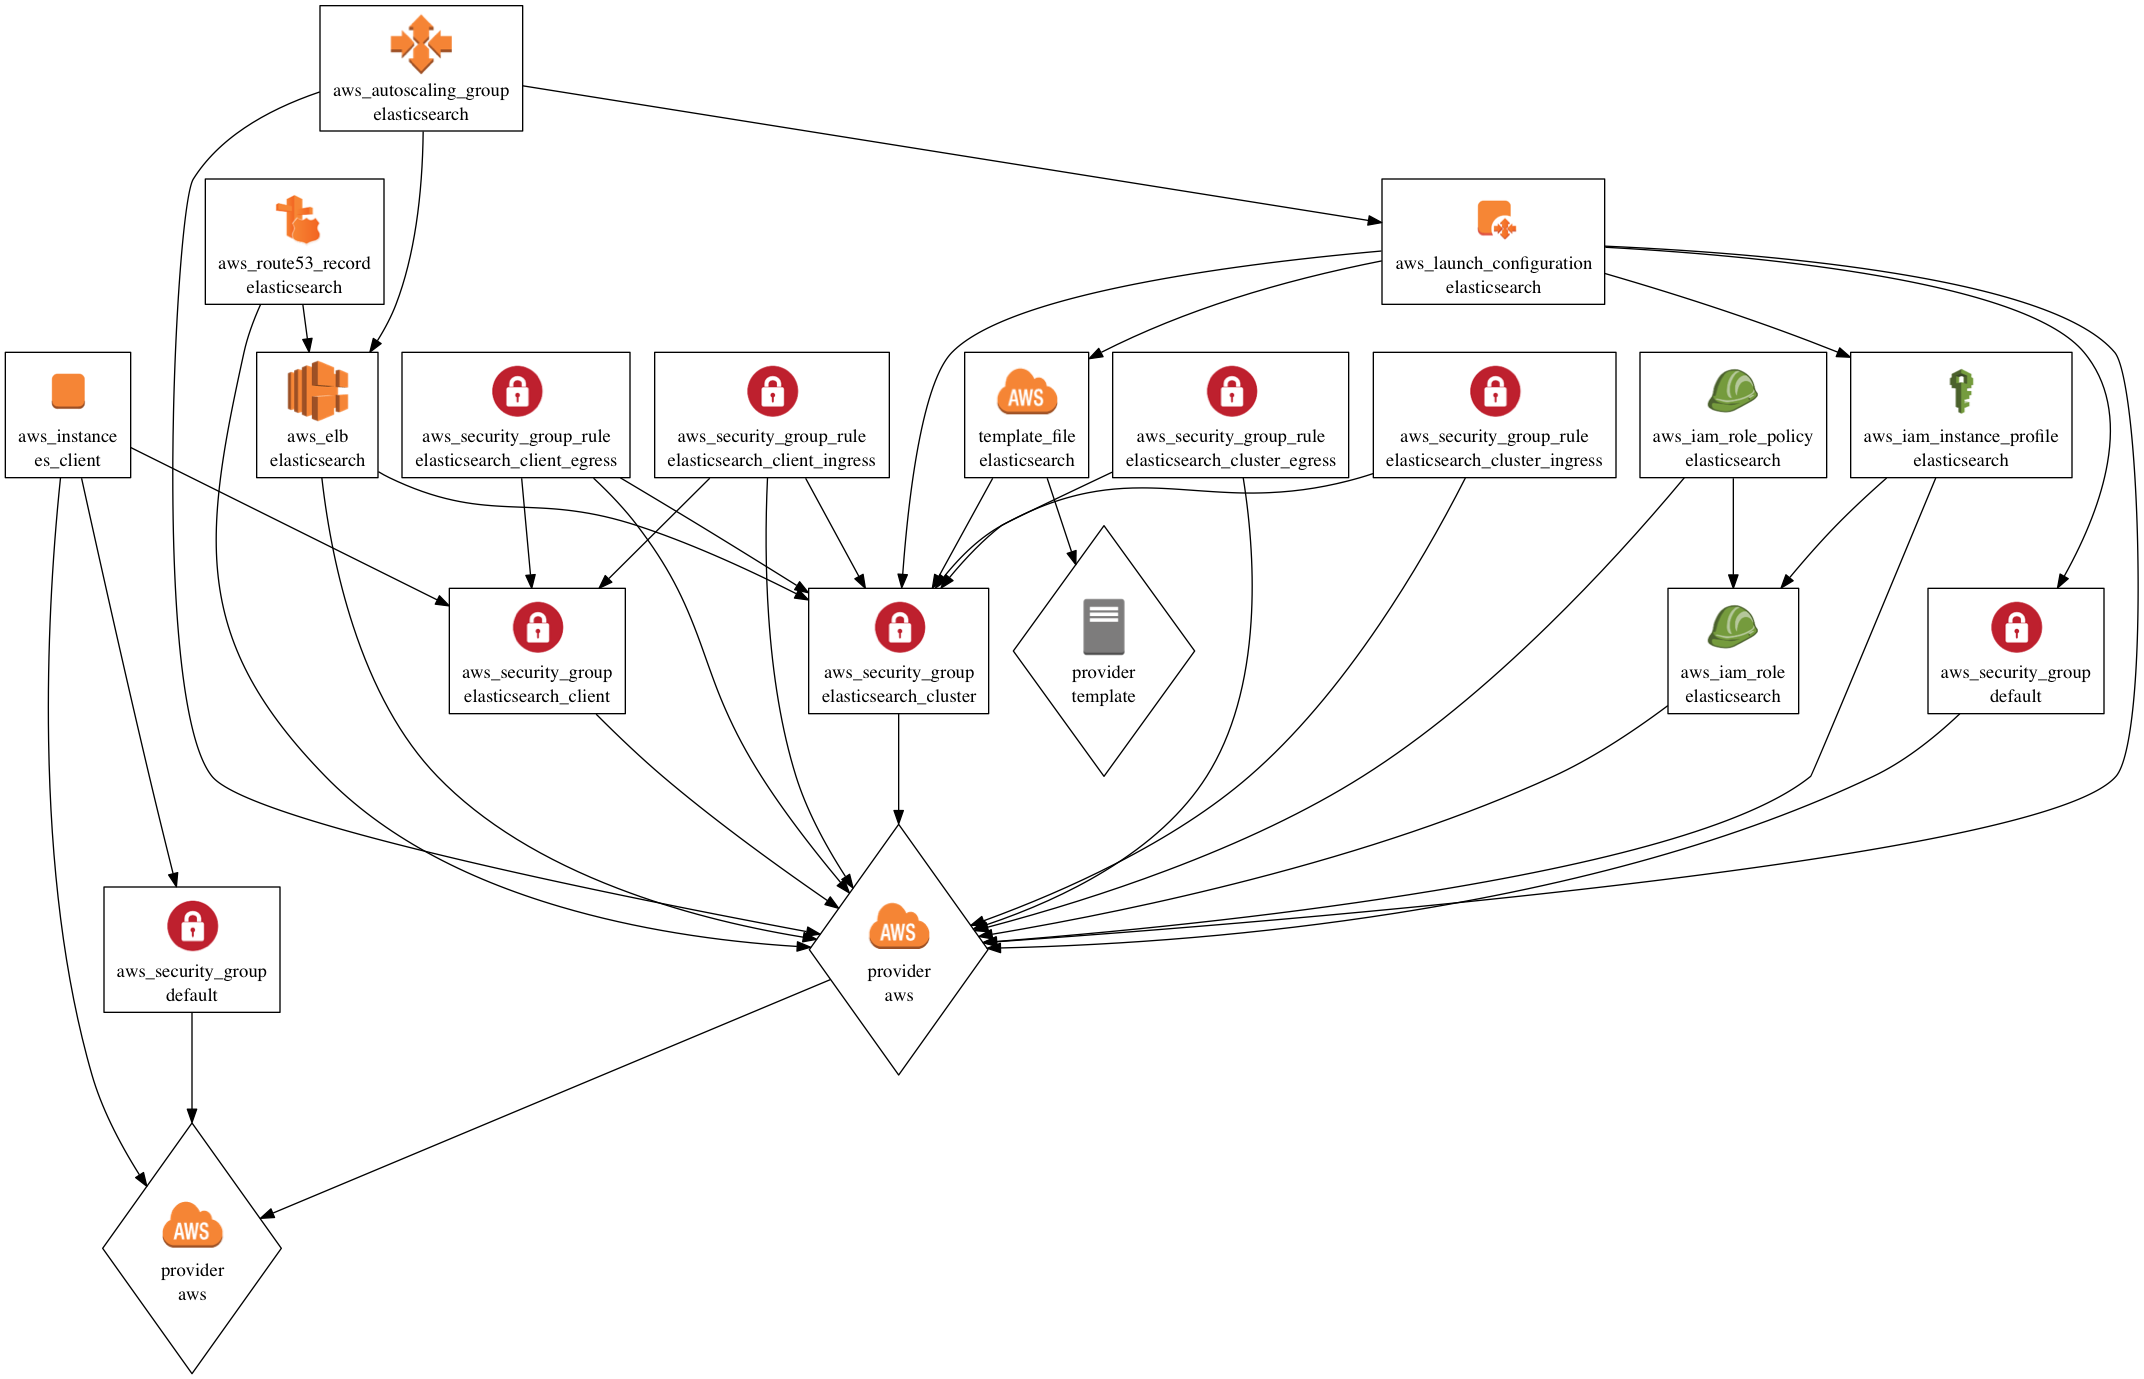 aws_autoscaling_group
elasticsearch
aws_route53_record
elasticsearch
aws_launch_configuration
elasticsearch
aws_instance
es_client
aws_elb
elasticsearch
aws_security_group_rule
elasticsearch_client_egress
aws_security_group_rule
elasticsearch_client_ingress
AWS
template_file
elasticsearch
aws_security_group_rule
elasticsearch_cluster_egress
aws_security_group_rule
elasticsearch_cluster_ingress
aws_iam_role_policy
elasticsearch
aws_iam_instance_profile
elasticsearch
aws_security_group
elasticsearch_client
aws_security_group
elasticsearch_cluster
provider
template
aws_iam_role
elasticsearch
aws_security_group
default
aws_security_group
default
AWS
provider
aws
AWS
provider
aws